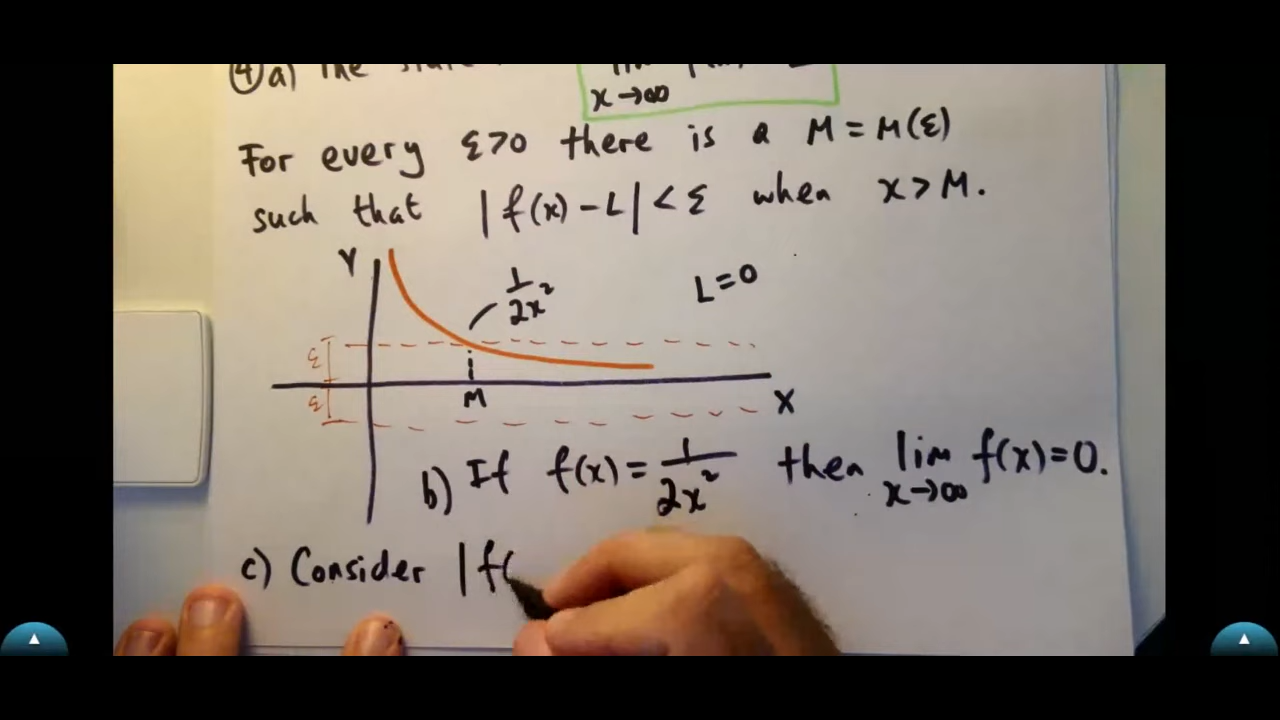 ④a) The
x→∞
For every ε>0 there is a M = M(ε)
such that |f(x) - L| < ε when x > M.
Y
1
2x²
L=0
ε
ε
M
X
b) If f(x) = 1/2x² then lim x→∞ f(x)=0.
c) Consider |f(